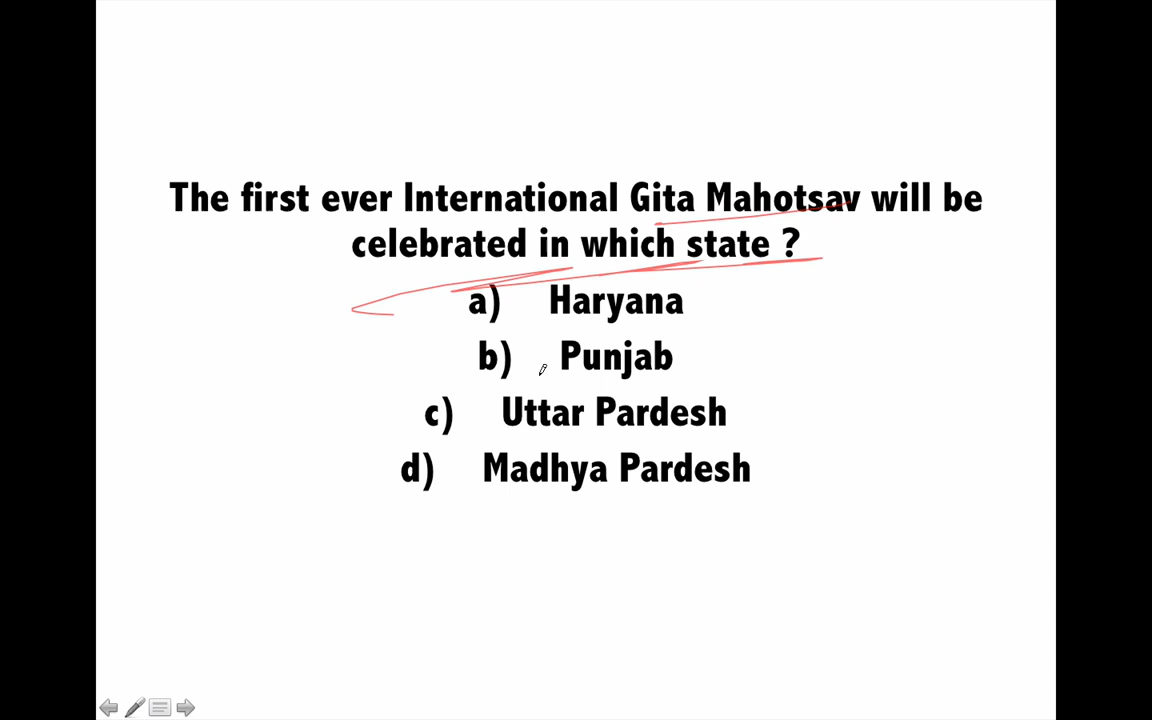 The first ever International Gita Mahotsav will be
celebrated in which state ?
a) Haryana
b) Punjab
c) Uttar Pardesh
d) Madhya Pardesh